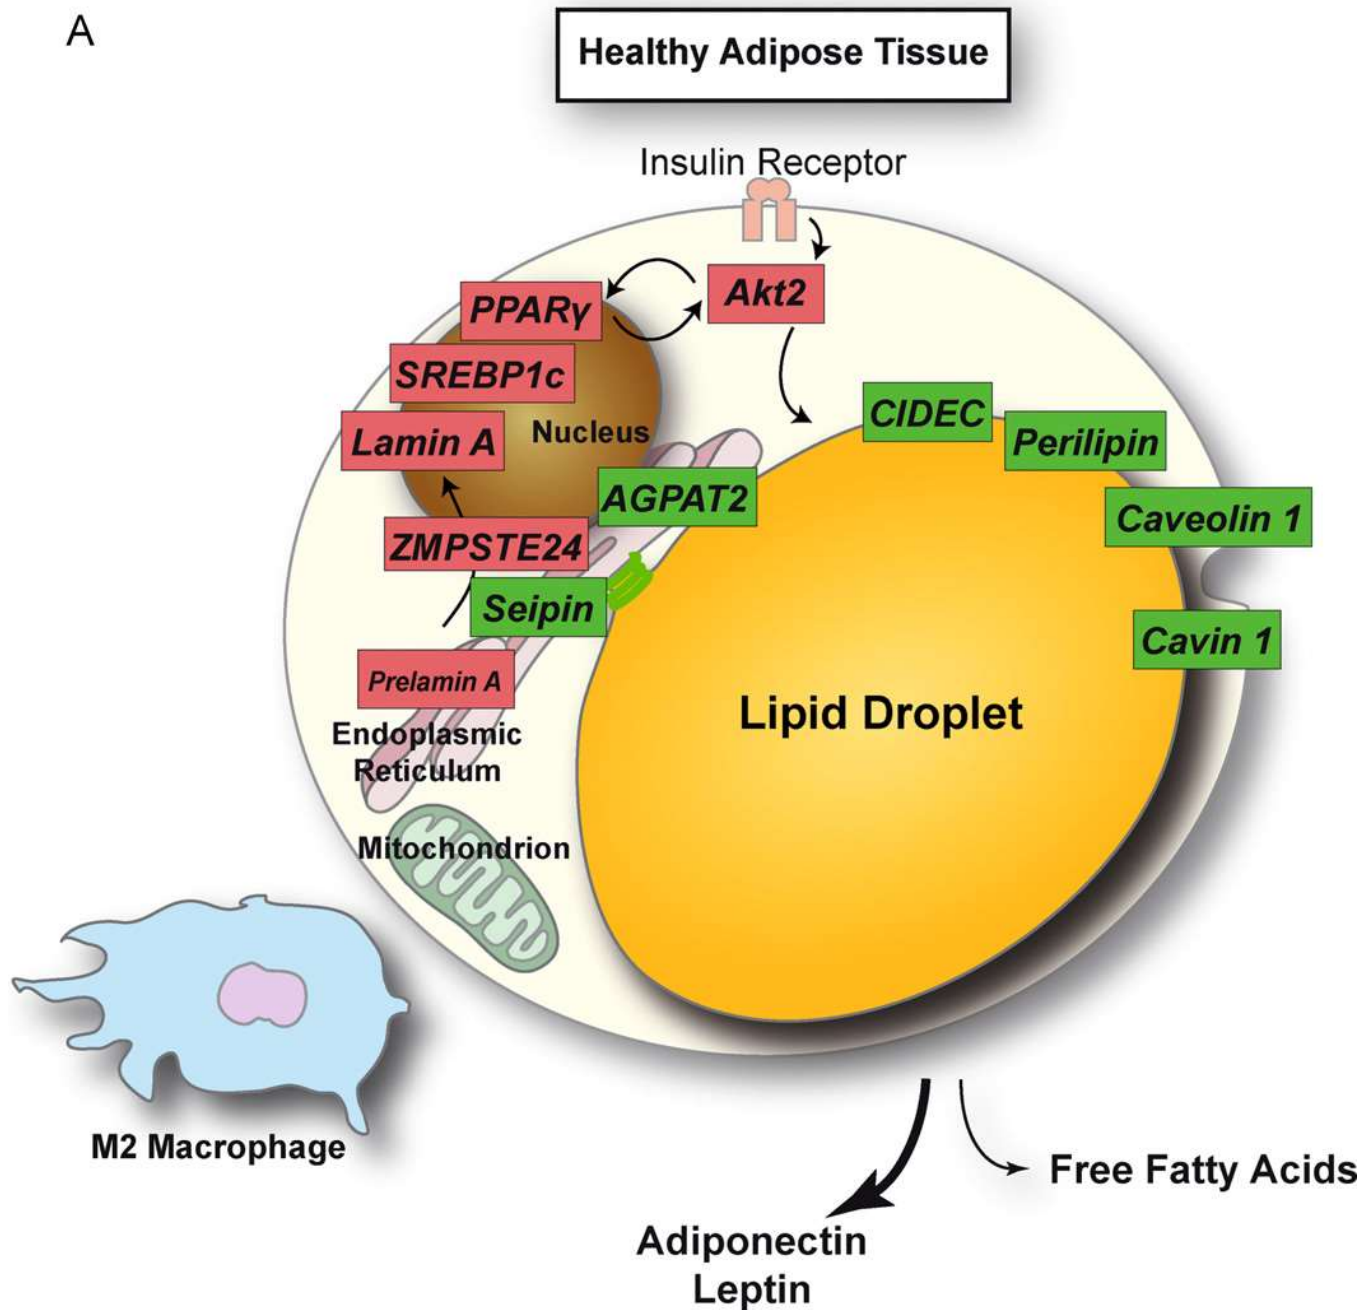 A
Healthy Adipose Tissue
Insulin Receptor
Akt2
PPARγ
SREBP1c
Lamin A
Nucleus
CIDEC
Perilipin
AGPAT2
Caveolin 1
ZMPSTE24
Seipin
Cavin 1
Prelamin A
Lipid Droplet
Endoplasmic
Reticulum
Mitochondrion
M2 Macrophage
Free Fatty Acids
Adiponectin
Leptin